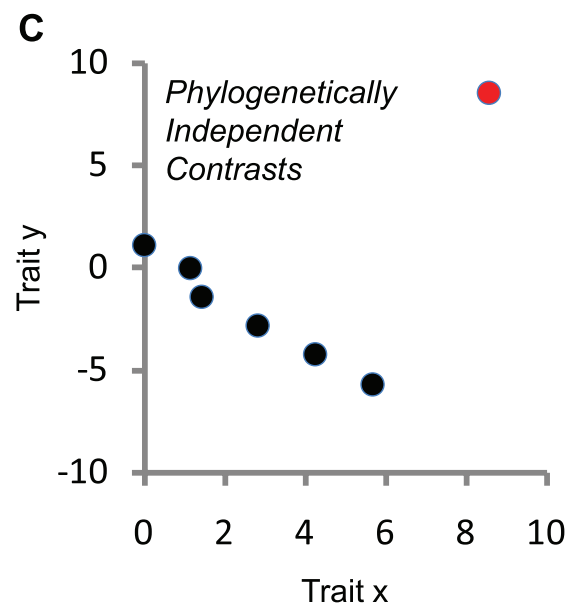 C
10
Phylogenetically
Independent
Contrasts
5
0
-5
-10
Trait y
0 2 4 6 8 10
Trait x